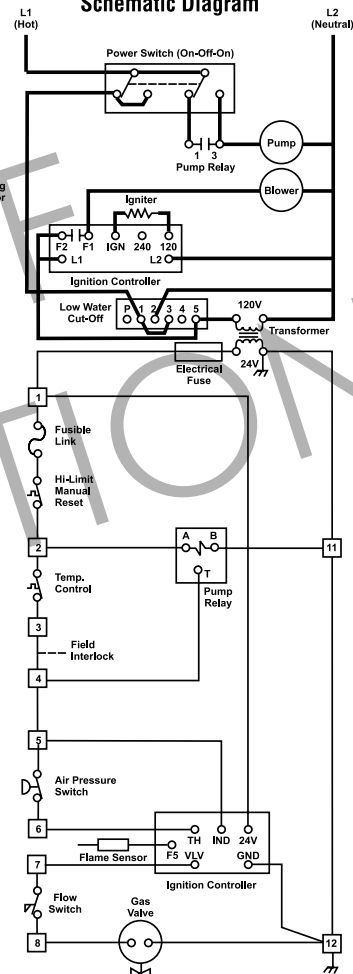 Schematic Diagram
L1
(Hot)
L2
(Neutral)
Power Switch (On-Off-On)
1 3
Pump
Pump Relay
Blower
Igniter
F2 F1 IGN 240 120
L1 L2
Ignition Controller
Low Water
Cut-Off
P 1 2 3 4 5
120V
Transformer
24V
Electrical
Fuse
1
Fusible
Link
Hi-Limit
Manual
Reset
2
A B
T
11
Pump
Relay
Temp.
Control
3
Field
Interlock
4
5
Air Pressure
Switch
6
TH IND 24V
Flame Sensor
F5 VLV GND
Ignition Controller
7
Flow
Switch
Gas
Valve
8
12